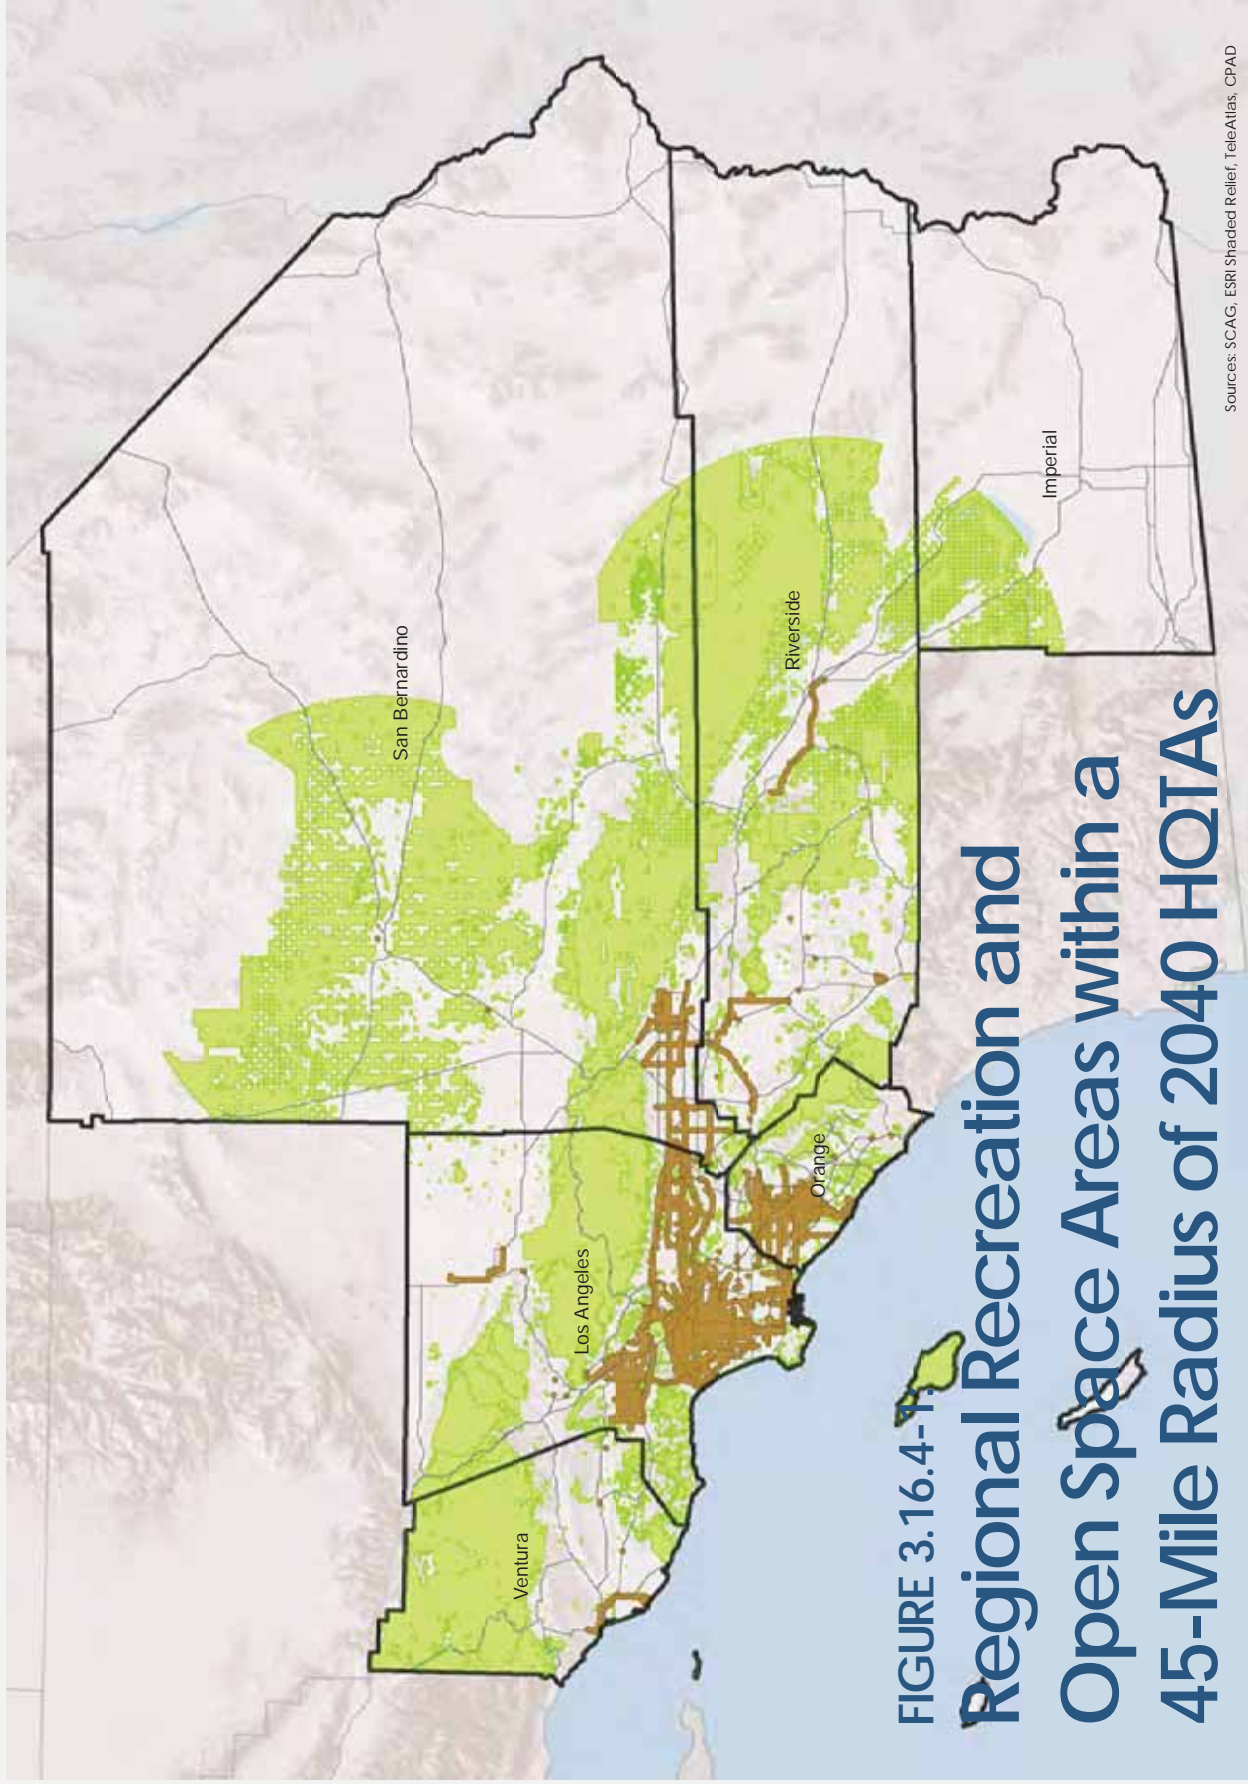 FIGURE 3.16.4-1:
Regional Recreation and
Open Space Areas within a
45-Mile Radius of 2040 HQTAs
Ventura
Los Angeles
San Bernardino
Orange
Riverside
Imperial
Sources: SCAG, ESRI Shaded Relief, TeleAtlas, CPAD